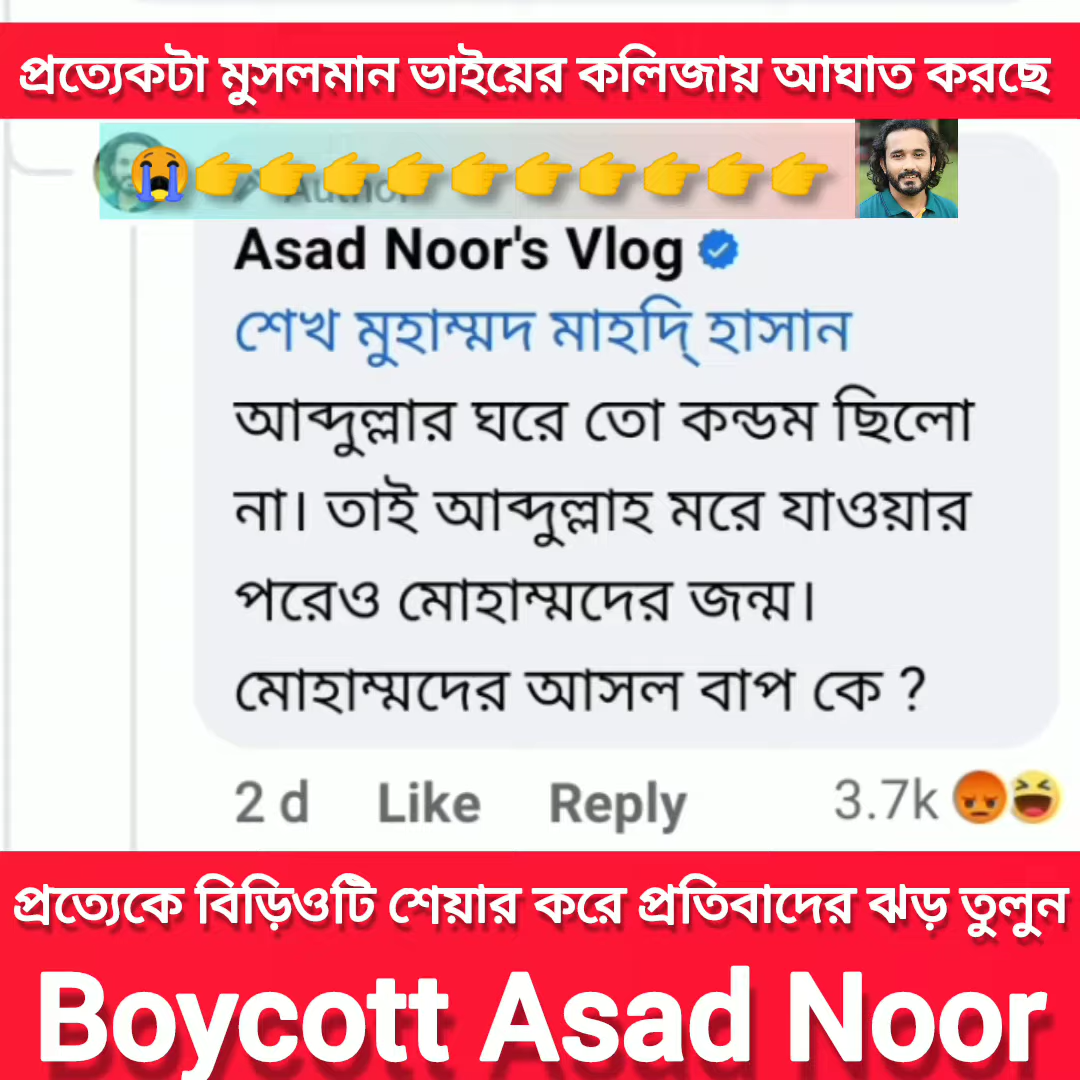 প্রত্যেকটা মুসলমান ভাইয়ের কলিজায় আঘাত করছে
Author
Asad Noor's Vlog
শেখ মুহাম্মদ মাহদি্ হাসান
আব্দুল্লার ঘরে তো কন্ডম ছিলো
না। তাই আব্দুল্লাহ মরে যাওয়ার
পরেও মোহাম্মদের জন্ম।
মোহাম্মদের আসল বাপ কে ?
2 d Like Reply 3.7k
প্রত্যেকে বিড়িওটি শেয়ার করে প্রতিবাদের ঝড় তুলুন
Boycott Asad Noor